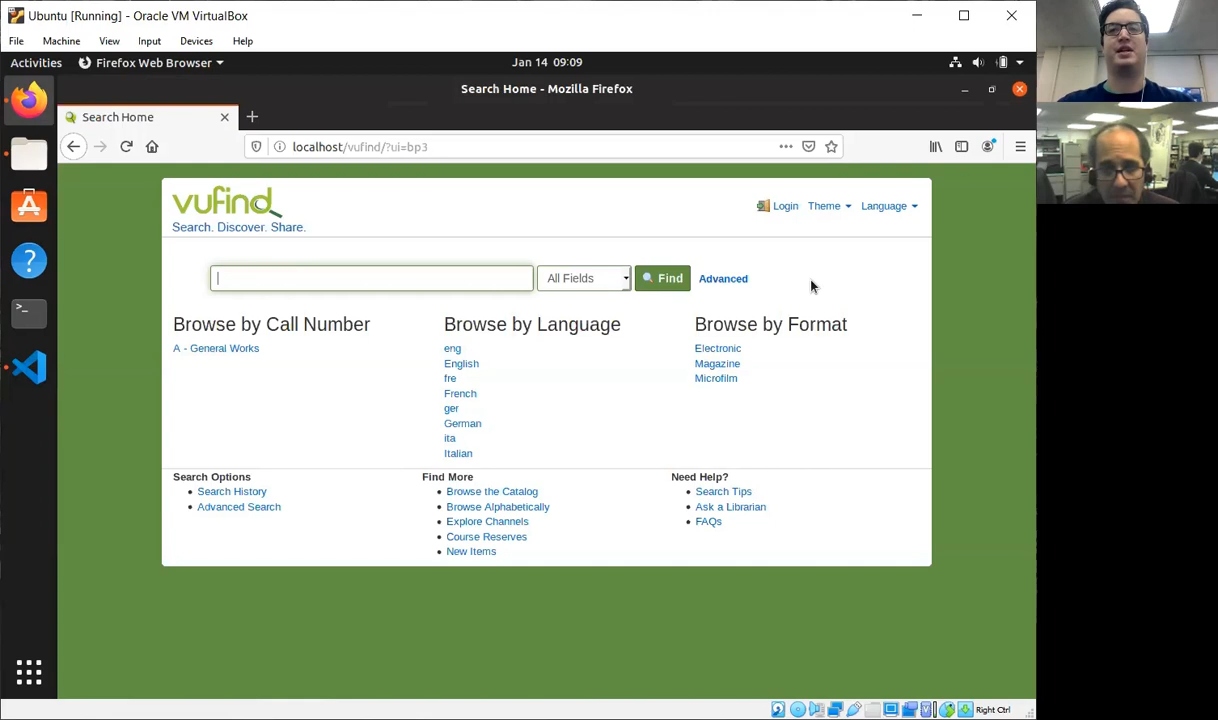 Ubuntu [Running] - Oracle VM VirtualBox
File Machine View Input Devices Help
Activities Firefox Web Browser Jan 14 09:09
Search Home - Mozilla Firefox
Search Home
localhost/vufind/?ui=bp3
vufind
Search. Discover. Share.
Login Theme Language
All Fields Find Advanced
Browse by Call Number
A - General Works
Browse by Language
eng
English
fre
French
ger
German
ita
Italian
Browse by Format
Electronic
Magazine
Microfilm
Search Options
Search History
Advanced Search
Find More
Browse the Catalog
Browse Alphabetically
Explore Channels
Course Reserves
New Items
Need Help?
Search Tips
Ask a Librarian
FAQs
Right Ctrl